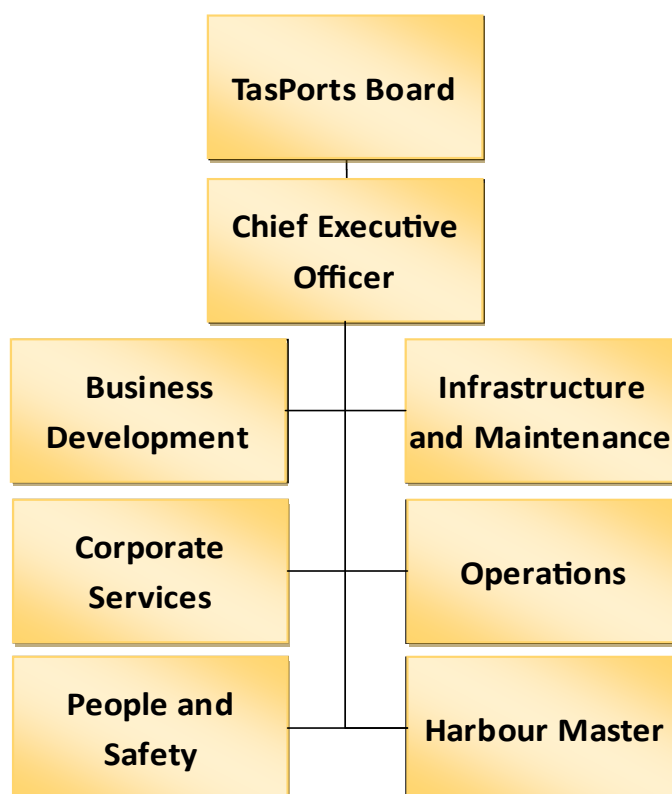 TasPorts Board
Chief Executive
Officer
Business
Development
Infrastructure
and Maintenance
Corporate
Services
Operations
People and
Safety
Harbour Master